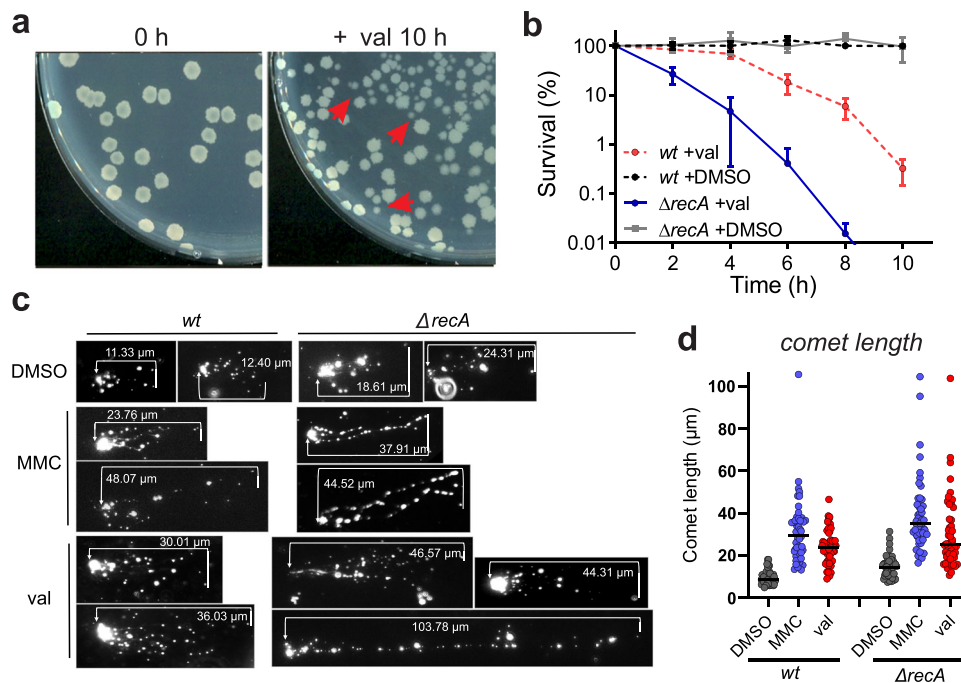 a
0 h
+ val 10 h
b
Survival (%)
100
10
1
0.1
0.01
wt +val
wt +DMSO
ΔrecA +val
ΔrecA +DMSO
0 2 4 6 8 10
Time (h)
c
wt ΔrecA
DMSO
11.33 µm 12.40 µm 18.61 µm 24.31 µm
MMC
23.76 µm 37.91 µm
48.07 µm 44.52 µm
val
30.01 µm 46.57 µm 44.31 µm
36.03 µm 103.78 µm
d
comet length
Comet length (µm)
100
80
60
40
20
0
DMSO MMC val DMSO MMC val
wt ΔrecA